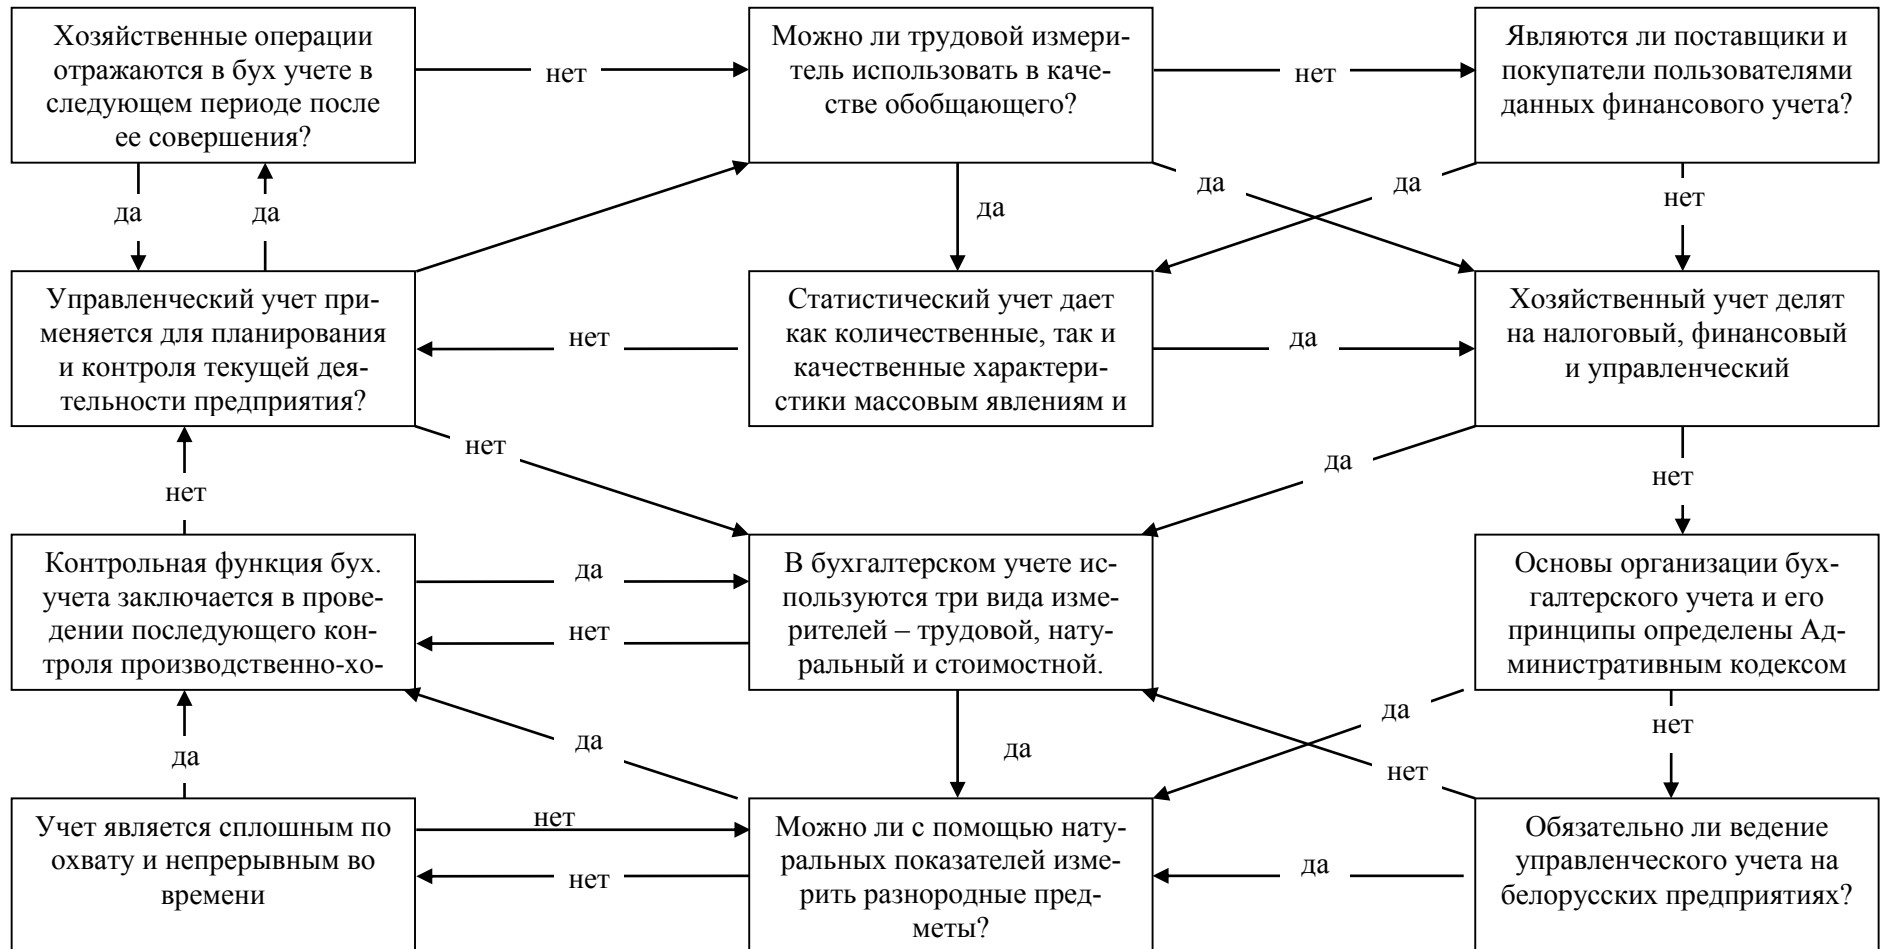 Хозяйственные операции
отражаются в бух учете в
следующем периоде после
ее совершения?
нет
Можно ли трудовой измери-
тель использовать в каче-
стве обобщающего?
нет
Являются ли поставщики и
покупатели пользователями
данных финансового учета?
да
да
да
да
да
нет
Управленческий учет при-
меняется для планирования
и контроля текущей дея-
тельности предприятия?
нет
Статистический учет дает
как количественные, так и
качественные характери-
стики массовым явлениям и
да
Хозяйственный учет делят
на налоговый, финансовый
и управленческий
нет
нет
да
нет
Контрольная функция бух.
учета заключается в прове-
дении последующего кон-
троля производственно-хо-
да
нет
В бухгалтерском учете ис-
пользуются три вида изме-
рителей – трудовой, нату-
ральный и стоимостной.
Основы организации бух-
галтерского учета и его
принципы определены Ад-
министративным кодексом
да
да
да
да
нет
нет
Учет является сплошным по
охвату и непрерывным во
времени
нет
нет
Можно ли с помощью нату-
ральных показателей изме-
рить разнородные пред-
меты?
да
Обязательно ли ведение
управленческого учета на
белорусских предприятиях?